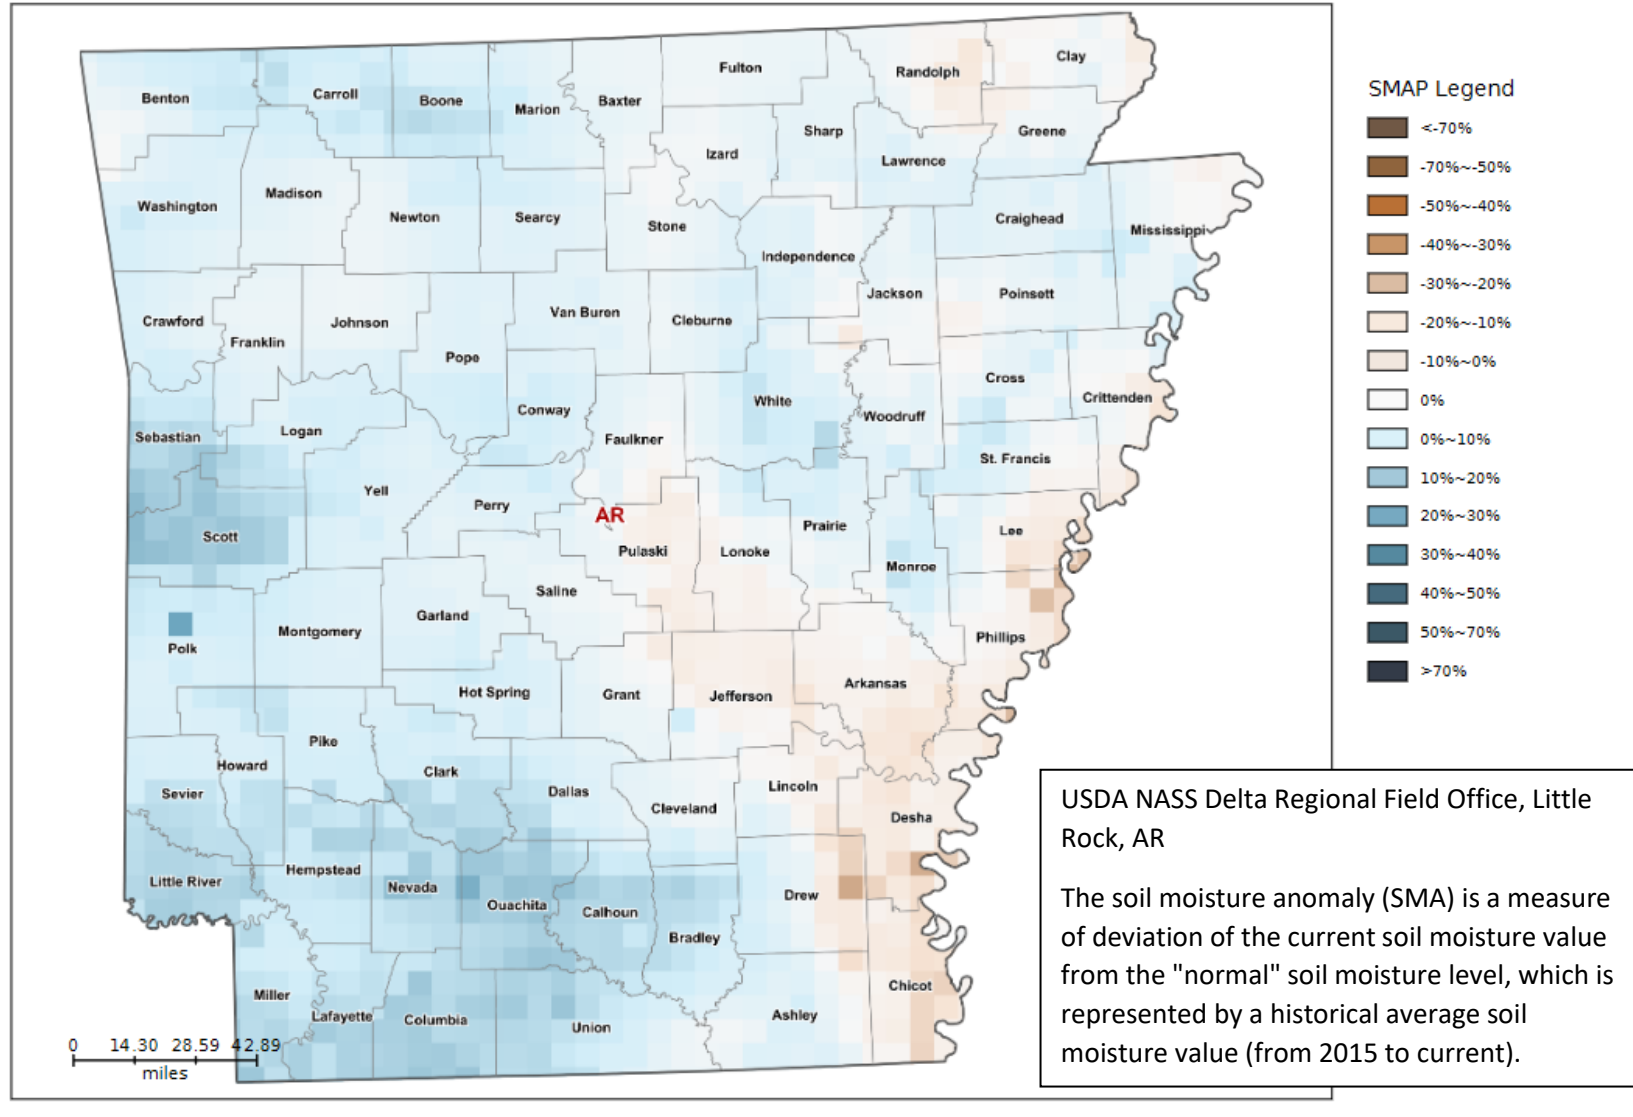 Fulton
Clay
Randolph
Carroll
Benton
Boone
Marion
Baxter
Sharp
Greene
Izard
Lawrence
Madison
Washington
Newton
Searcy
Stone
Craighead
Mississippi
Independence
Jackson
Poinsett
Van Buren
Cleburne
Crawford
Johnson
Franklin
Pope
Cross
White
Crittenden
Conway
Woodruff
Logan
Sebastian
Faulkner
St. Francis
Yell
Perry
AR
Prairie
Lee
Scott
Pulaski
Lonoke
Monroe
Saline
Garland
Montgomery
Phillips
Polk
Arkansas
Hot Spring
Grant
Jefferson
Pike
Howard
Clark
Sevier
Dallas
Lincoln
Cleveland
Desha
Hempstead
Little River
Nevada
Drew
Ouachita
Calhoun
Bradley
Chicot
Miller
Lafayette
Columbia
Union
Ashley
0 14.30 28.59 42.89
miles
SMAP Legend
<-70%
-70%~-50%
-50%~-40%
-40%~-30%
-30%~-20%
-20%~-10%
-10%~0%
0%
0%~10%
10%~20%
20%~30%
30%~40%
40%~50%
50%~70%
>70%
USDA NASS Delta Regional Field Office, Little
Rock, AR
The soil moisture anomaly (SMA) is a measure
of deviation of the current soil moisture value
from the "normal" soil moisture level, which is
represented by a historical average soil
moisture value (from 2015 to current).